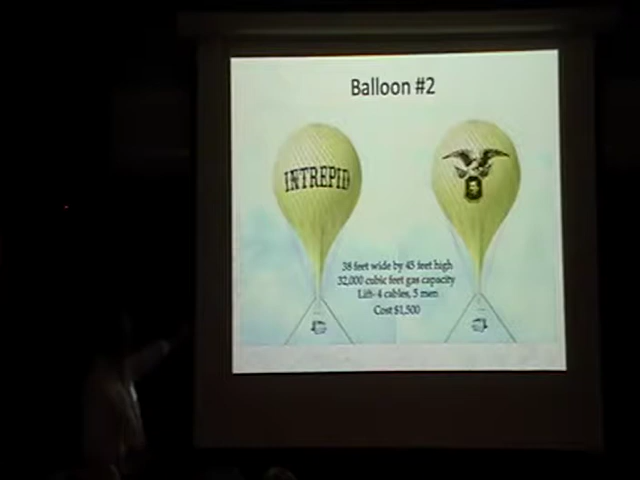 Balloon #2
INTREPID
38 feet wide by 45 feet high
32,000 cubic feet gas capacity
Lift- 4 cables, 5 men
Cost $1,500